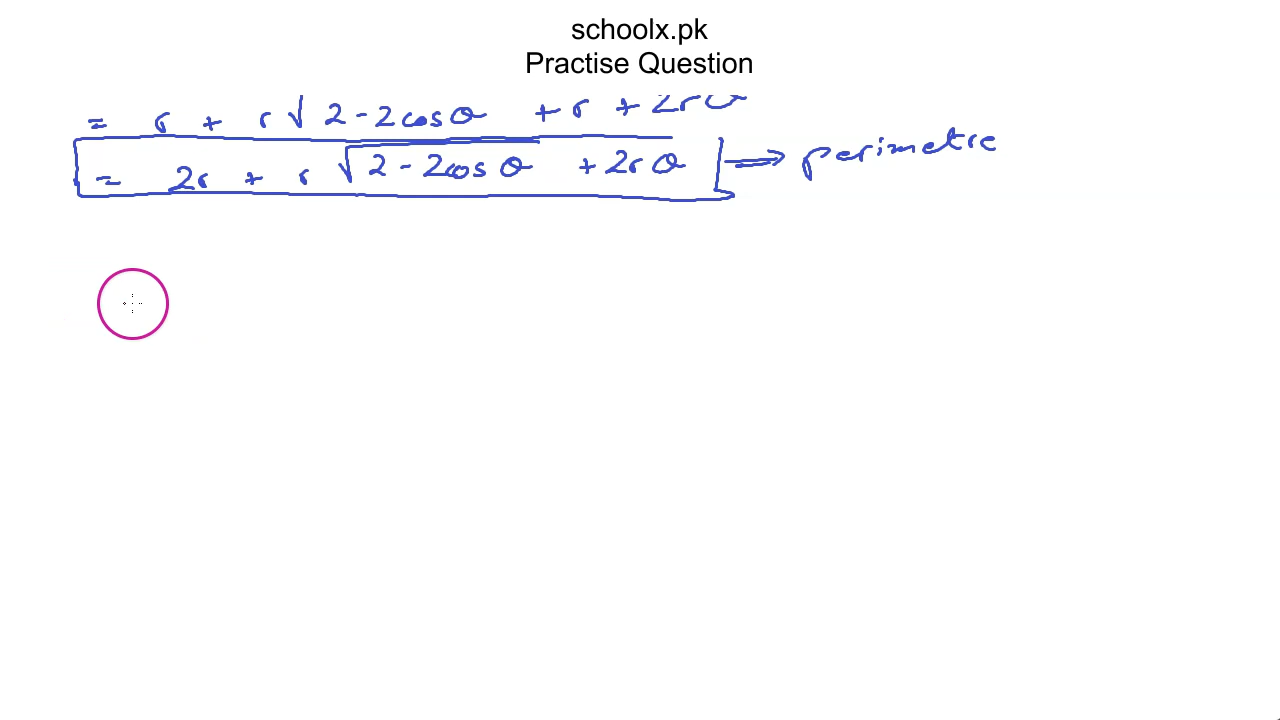 schoolx.pk
Practise Question
= r + r√2-2cosθ + r + 2rθ
= 2r + r √2-2cosθ + 2rθ ⟹ perimetre